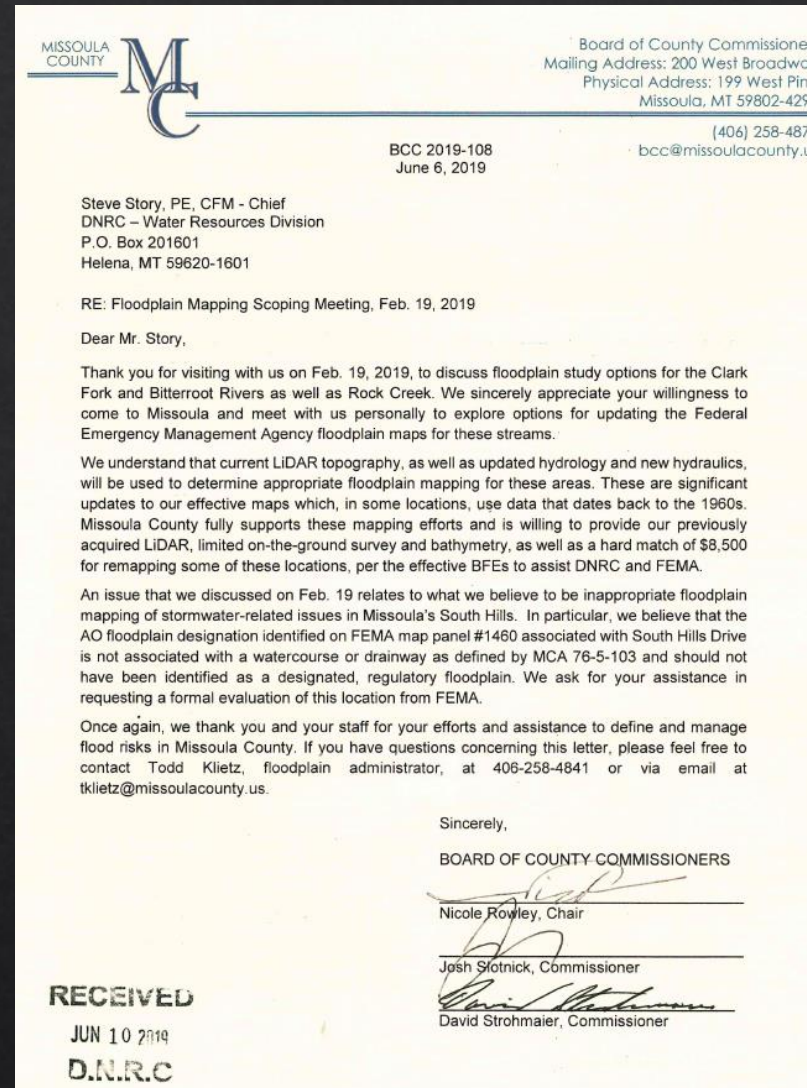 MISSOULA
COUNTY
MC
Board of County Commissione
Mailing Address: 200 West Broadwa
Physical Address: 199 West Pin
Missoula, MT 59802-429
(406) 258-487
bcc@missoulacounty.u
BCC 2019-108
June 6, 2019
Steve Story, PE, CFM - Chief
DNRC – Water Resources Division
P.O. Box 201601
Helena, MT 59620-1601
RE: Floodplain Mapping Scoping Meeting, Feb. 19, 2019
Dear Mr. Story,
Thank you for visiting with us on Feb. 19, 2019, to discuss floodplain study options for the Clark
Fork and Bitterroot Rivers as well as Rock Creek. We sincerely appreciate your willingness to
come to Missoula and meet with us personally to explore options for updating the Federal
Emergency Management Agency floodplain maps for these streams.
We understand that current LiDAR topography, as well as updated hydrology and new hydraulics,
will be used to determine appropriate floodplain mapping for these areas. These are significant
updates to our effective maps which, in some locations, use data that dates back to the 1960s.
Missoula County fully supports these mapping efforts and is willing to provide our previously
acquired LiDAR, limited on-the-ground survey and bathymetry, as well as a hard match of $8,500
for remapping some of these locations, per the effective BFEs to assist DNRC and FEMA.
An issue that we discussed on Feb. 19 relates to what we believe to be inappropriate floodplain
mapping of stormwater-related issues in Missoula's South Hills. In particular, we believe that the
AO floodplain designation identified on FEMA map panel #1460 associated with South Hills Drive
is not associated with a watercourse or drainway as defined by MCA 76-5-103 and should not
have been identified as a designated, regulatory floodplain. We ask for your assistance in
requesting a formal evaluation of this location from FEMA.
Once again, we thank you and your staff for your efforts and assistance to define and manage
flood risks in Missoula County. If you have questions concerning this letter, please feel free to
contact Todd Klietz, floodplain administrator, at 406-258-4841 or via email at
tklietz@missoulacounty.us.
Sincerely,
BOARD OF COUNTY COMMISSIONERS
Nicole Rowley, Chair
Josh Slotnick, Commissioner
David Strohmaier, Commissioner
RECEIVED
JUN 10 2019
D.N.R.C